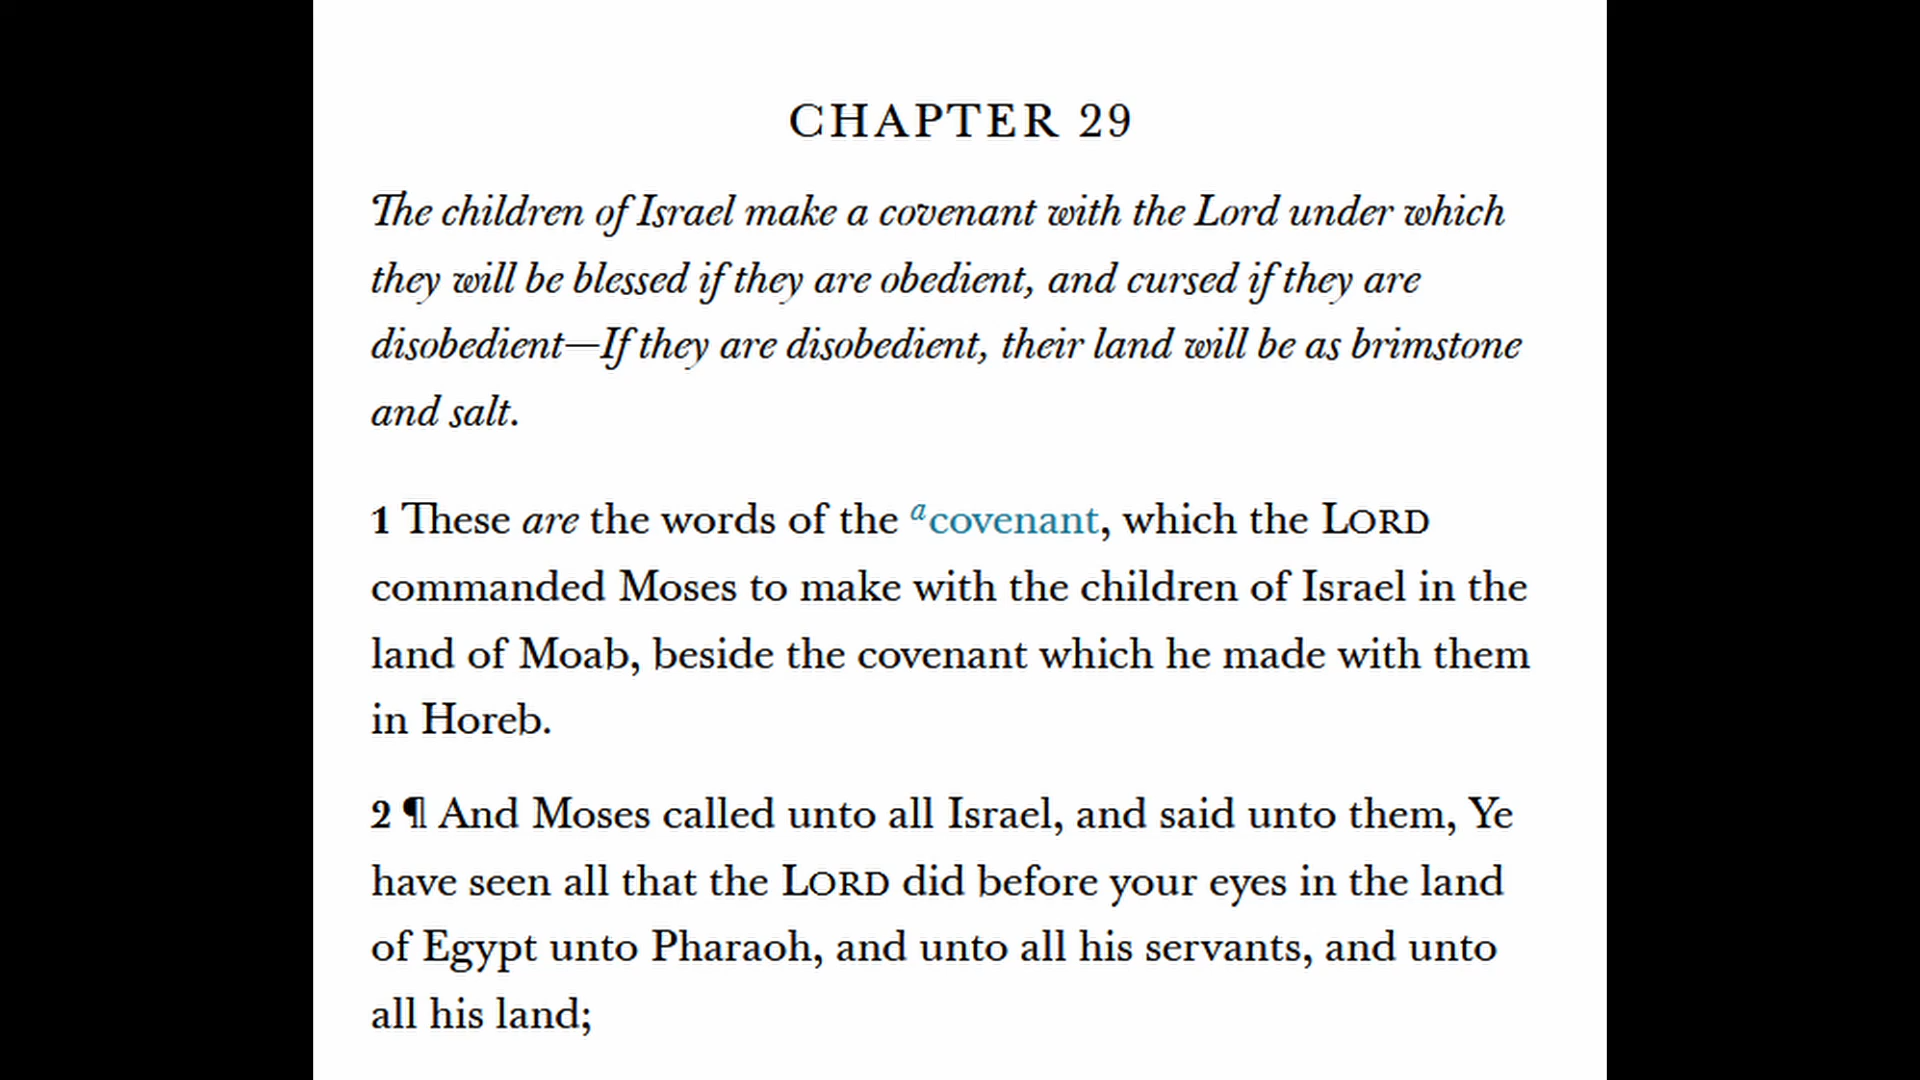 CHAPTER 29
The children of Israel make a covenant with the Lord under which
they will be blessed if they are obedient, and cursed if they are
disobedient—If they are disobedient, their land will be as brimstone
and salt.
1 These are the words of the a covenant, which the LORD
commanded Moses to make with the children of Israel in the
land of Moab, beside the covenant which he made with them
in Horeb.
2 ¶ And Moses called unto all Israel, and said unto them, Ye
have seen all that the LORD did before your eyes in the land
of Egypt unto Pharaoh, and unto all his servants, and unto
all his land;